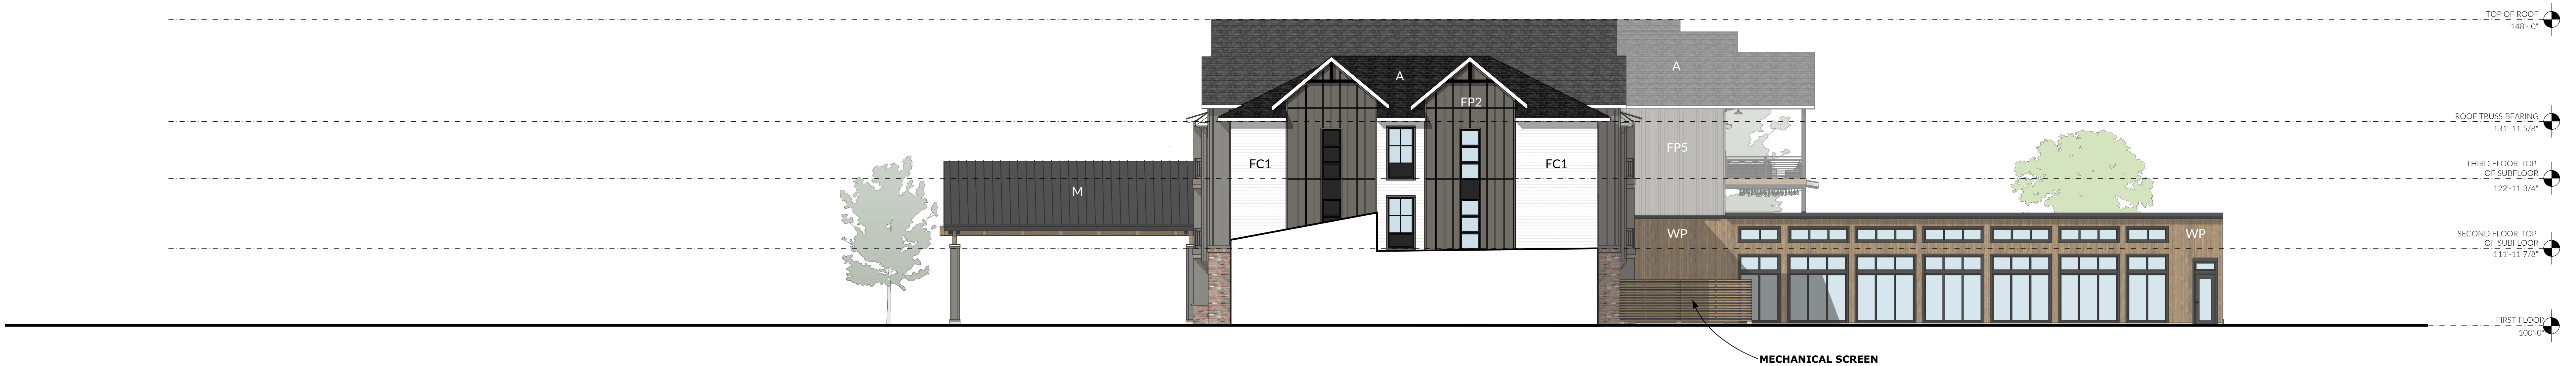 TOP OF ROOF
148'- 0"
A
A
FP2
ROOF TRUSS BEARING
131'-11 5/8"
FC1
FC1
FP5
M
THIRD FLOOR-TOP
OF SUBFLOOR
122'-11 3/4"
WP
WP
SECOND FLOOR-TOP
OF SUBFLOOR
111'-11 7/8"
FIRST FLOOR
100'-0"
MECHANICAL SCREEN